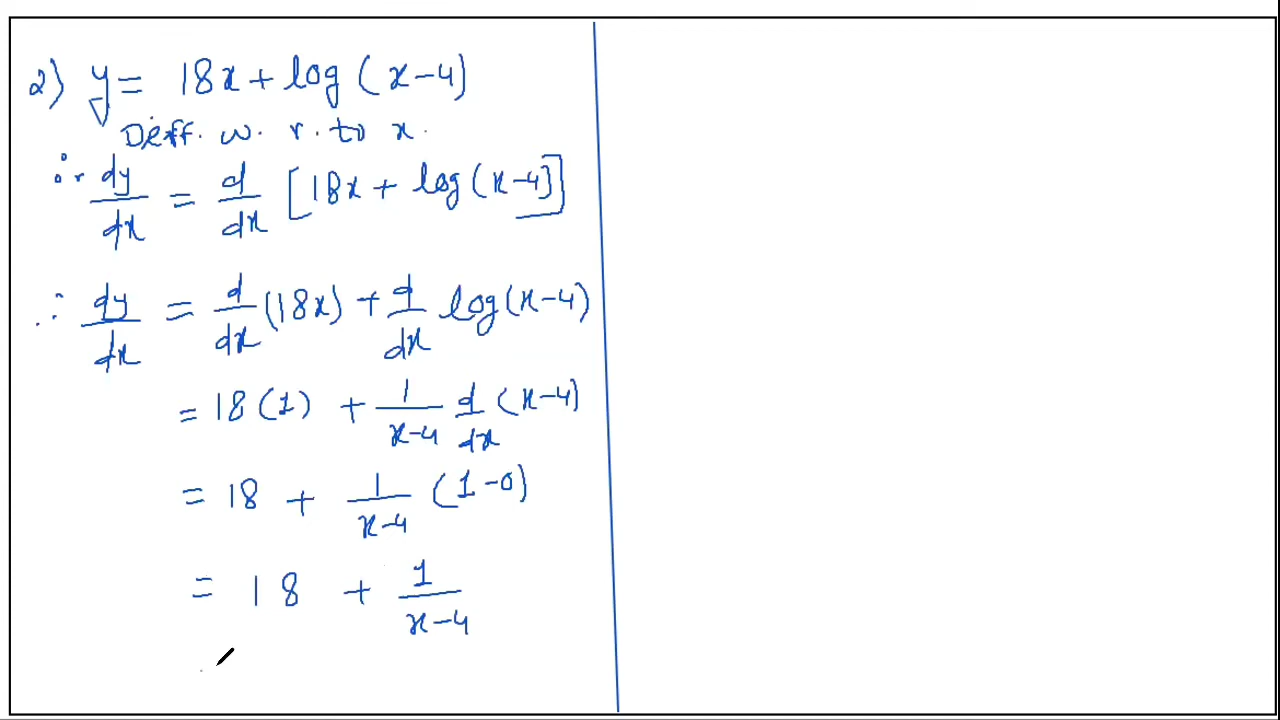 2) y = 18x + log (x-4)
Diff. w. r. to x.
∴ dy/dx = d/dx [18x + log (x-4)]
∴ dy/dx = d/dx (18x) + d/dx log (x-4)
= 18 (1) + 1/x-4 d/dx (x-4)
= 18 + 1/x-4 (1-0)
= 18 + 1/x-4